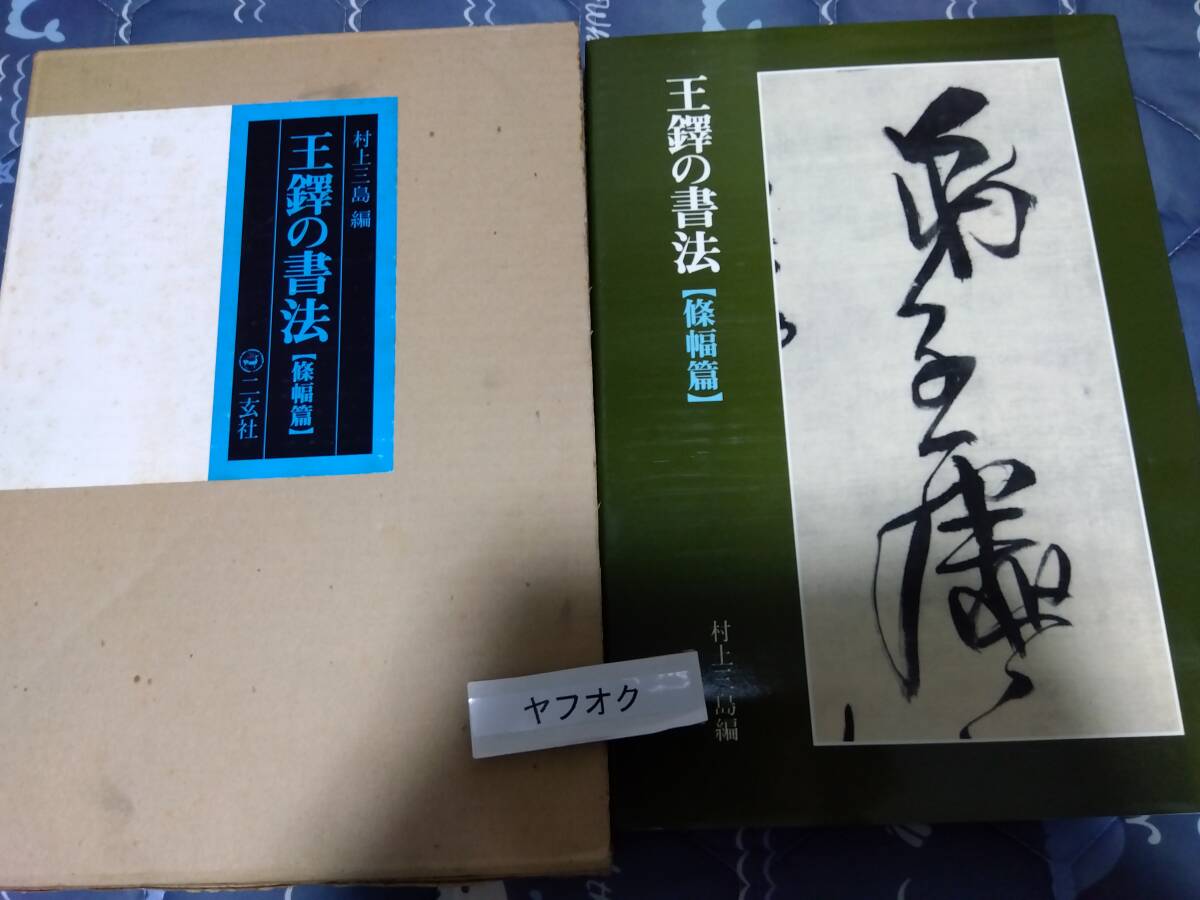 村上三島 編
王鐸の書法【條幅篇】
二玄社
王鐸の書法【條幅篇】
村上三島編
ヤフオク